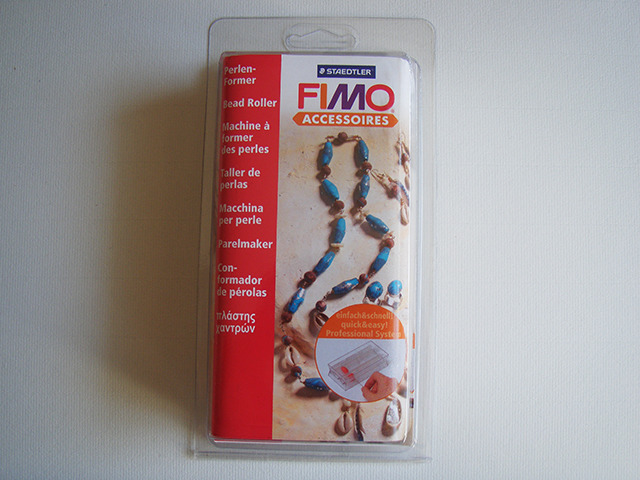 STAEDTLER
FIMO®
ACCESSOIRES
Perlen-
Former
Bead Roller
Machine à
former
des perles
Taller de
perlas
Macchina
per perle
Parelmaker
Con-
formador
de pérolas
πλάστης
χαντρών
einfach&schnell!
quick&easy!
Professional System